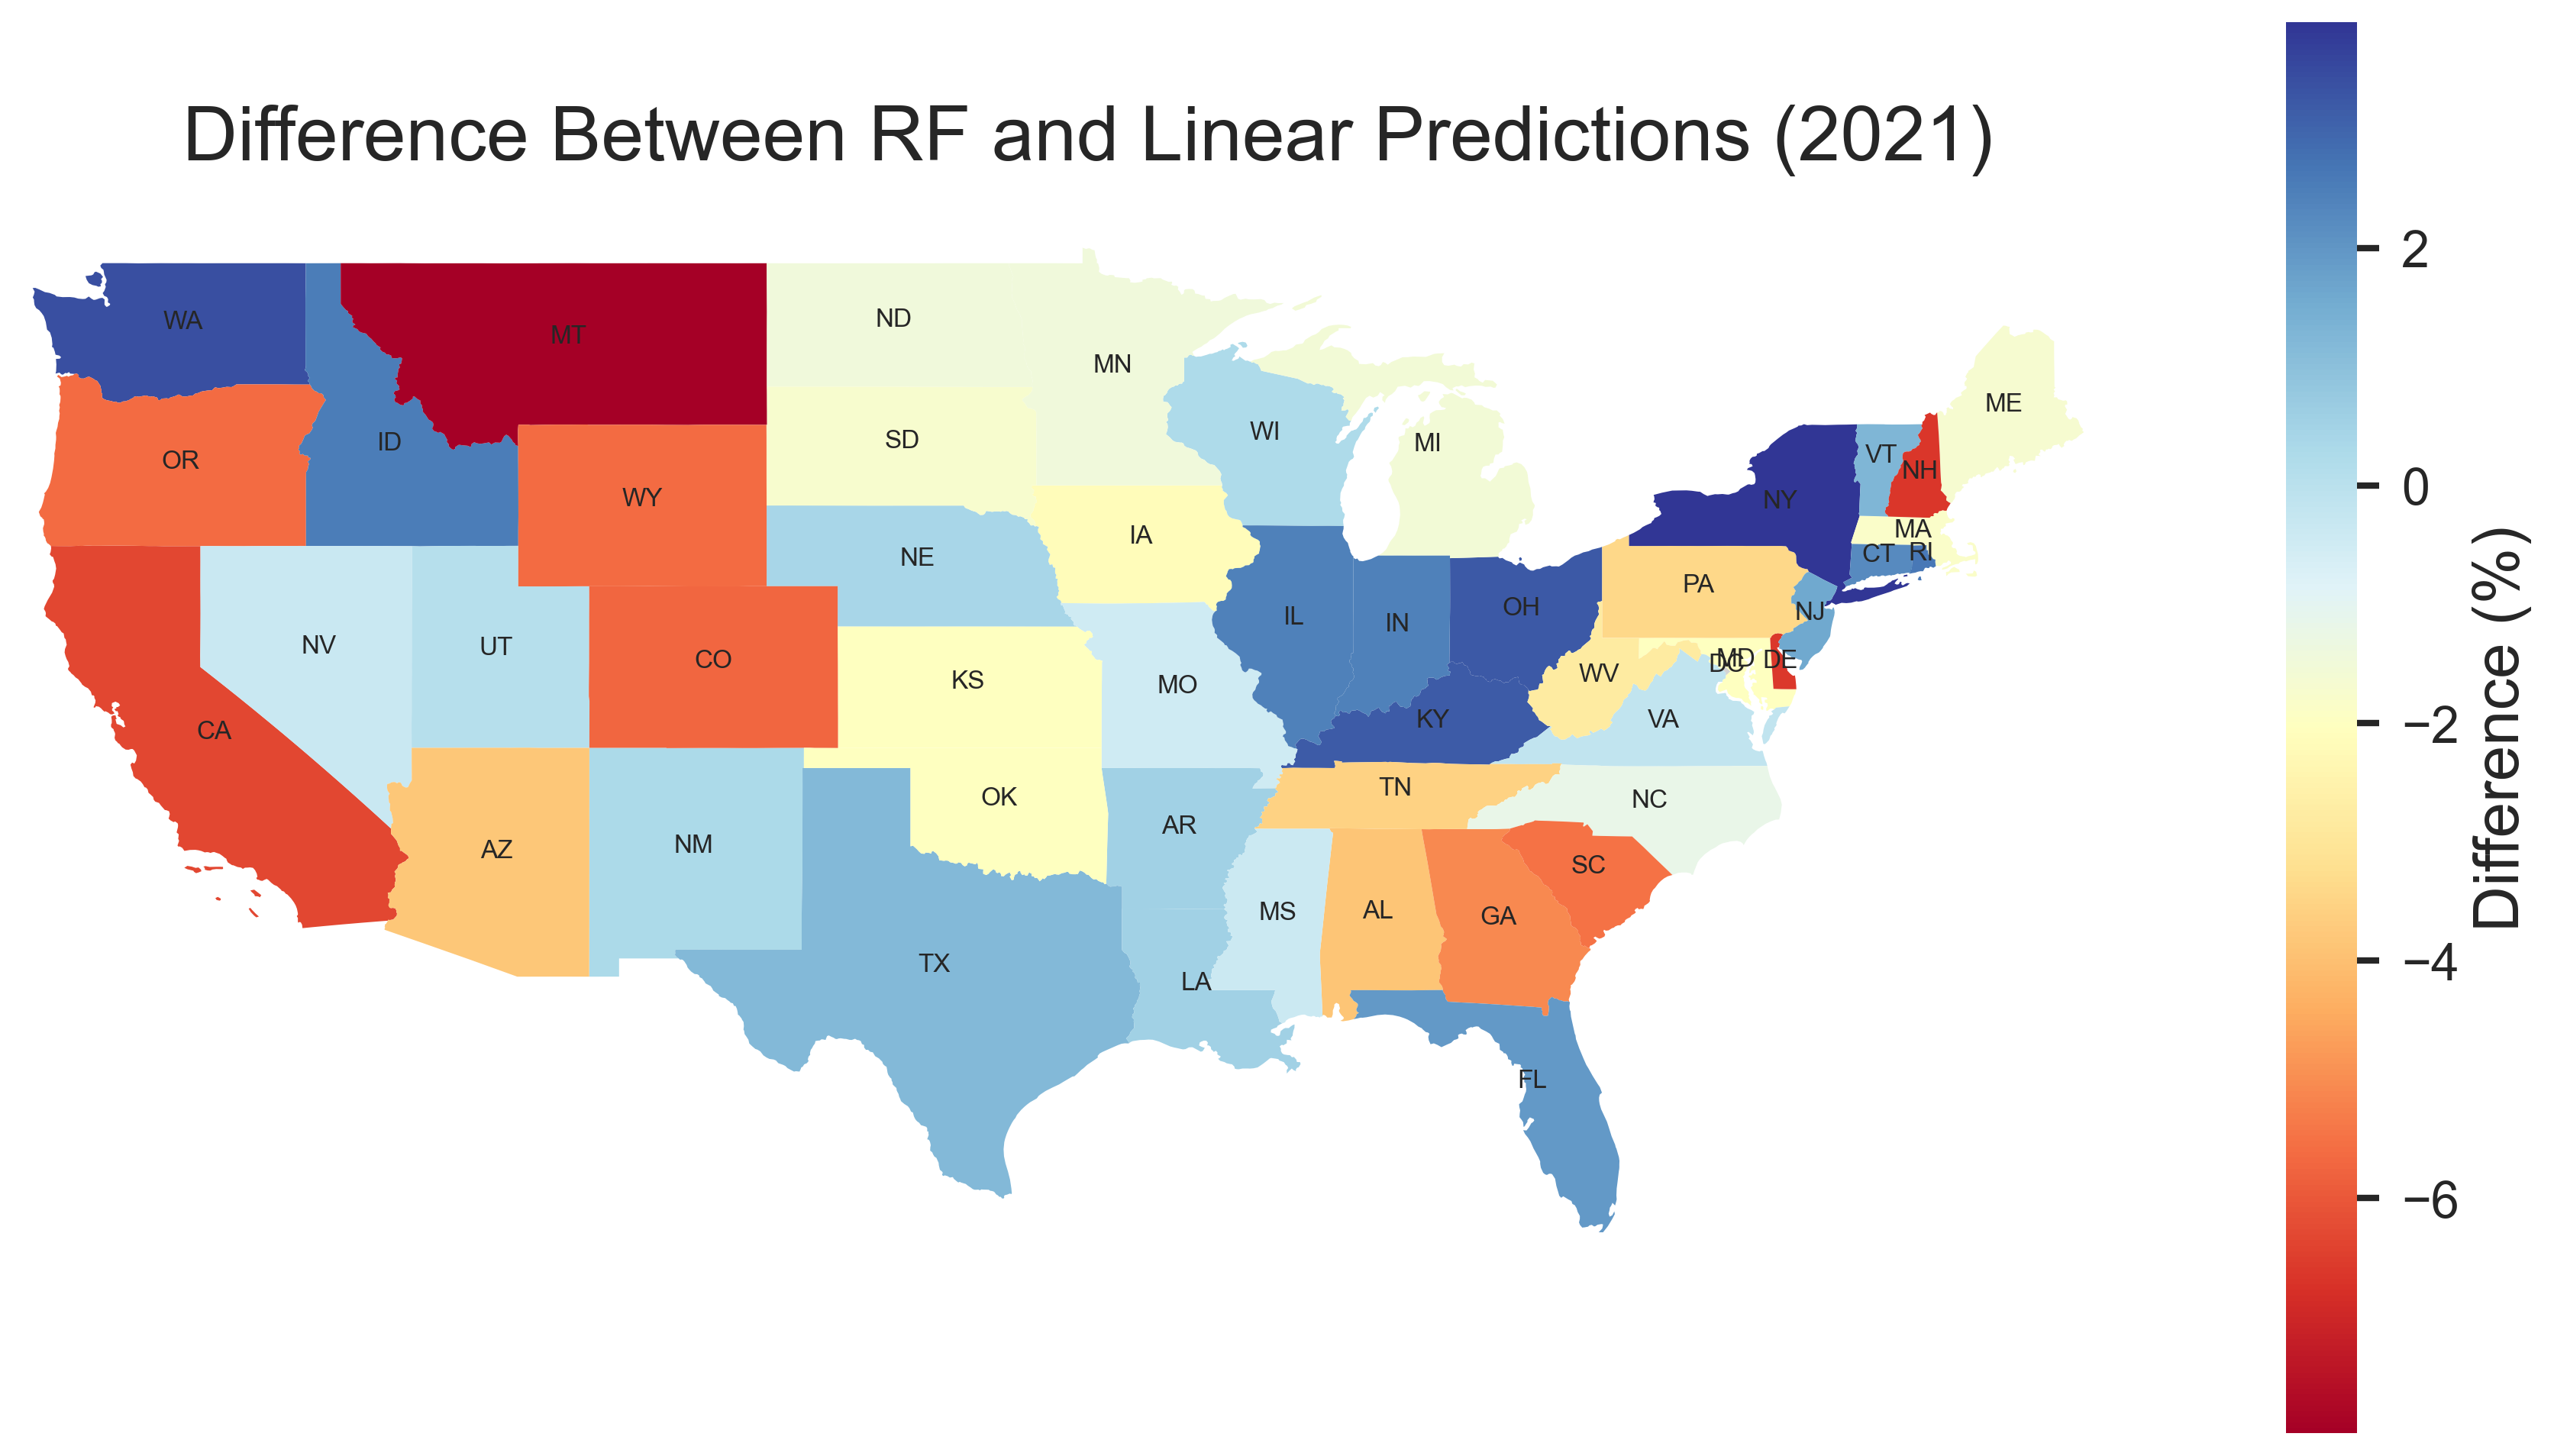 Difference Between RF and Linear Predictions (2021)
WA
MT
ND
MN
OR
ID
WY
SD
WI
MI
ME
VT
NH
NY
MA
CT
RI
IA
NE
PA
NJ
OH
IL
IN
NV
UT
CO
KS
MO
WV
DC
MD
DE
KY
VA
CA
AZ
NM
OK
AR
TN
NC
SC
MS
AL
GA
TX
LA
FL
2
0
−2
−4
−6
Difference (%)